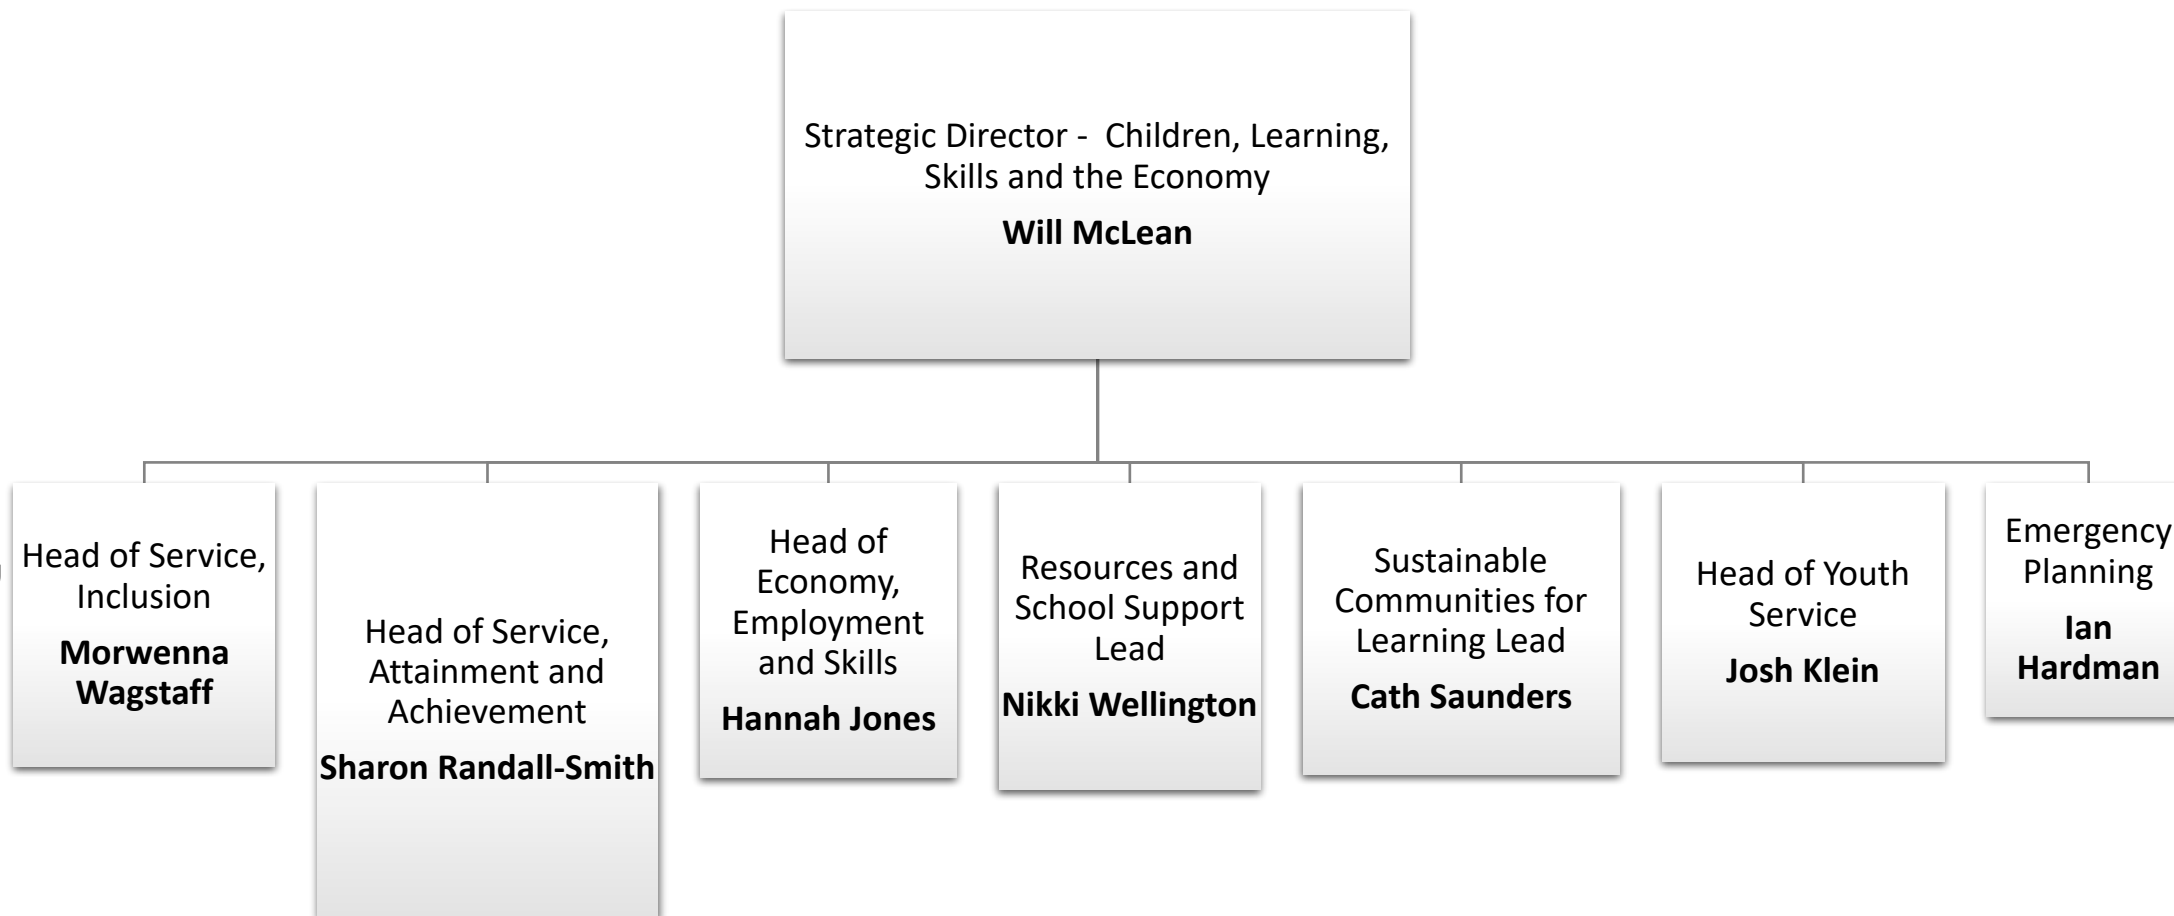 Strategic Director -  Children, Learning,
Skills and the Economy
Will McLean
Head of Service,
Inclusion
Morwenna
Wagstaff
Head of Service,
Attainment and
Achievement
Sharon Randall-Smith
Head of
Economy,
Employment
and Skills
Hannah Jones
Resources and
School Support
Lead
Nikki Wellington
Sustainable
Communities for
Learning Lead
Cath Saunders
Head of Youth
Service
Josh Klein
Emergency
Planning
Ian
Hardman